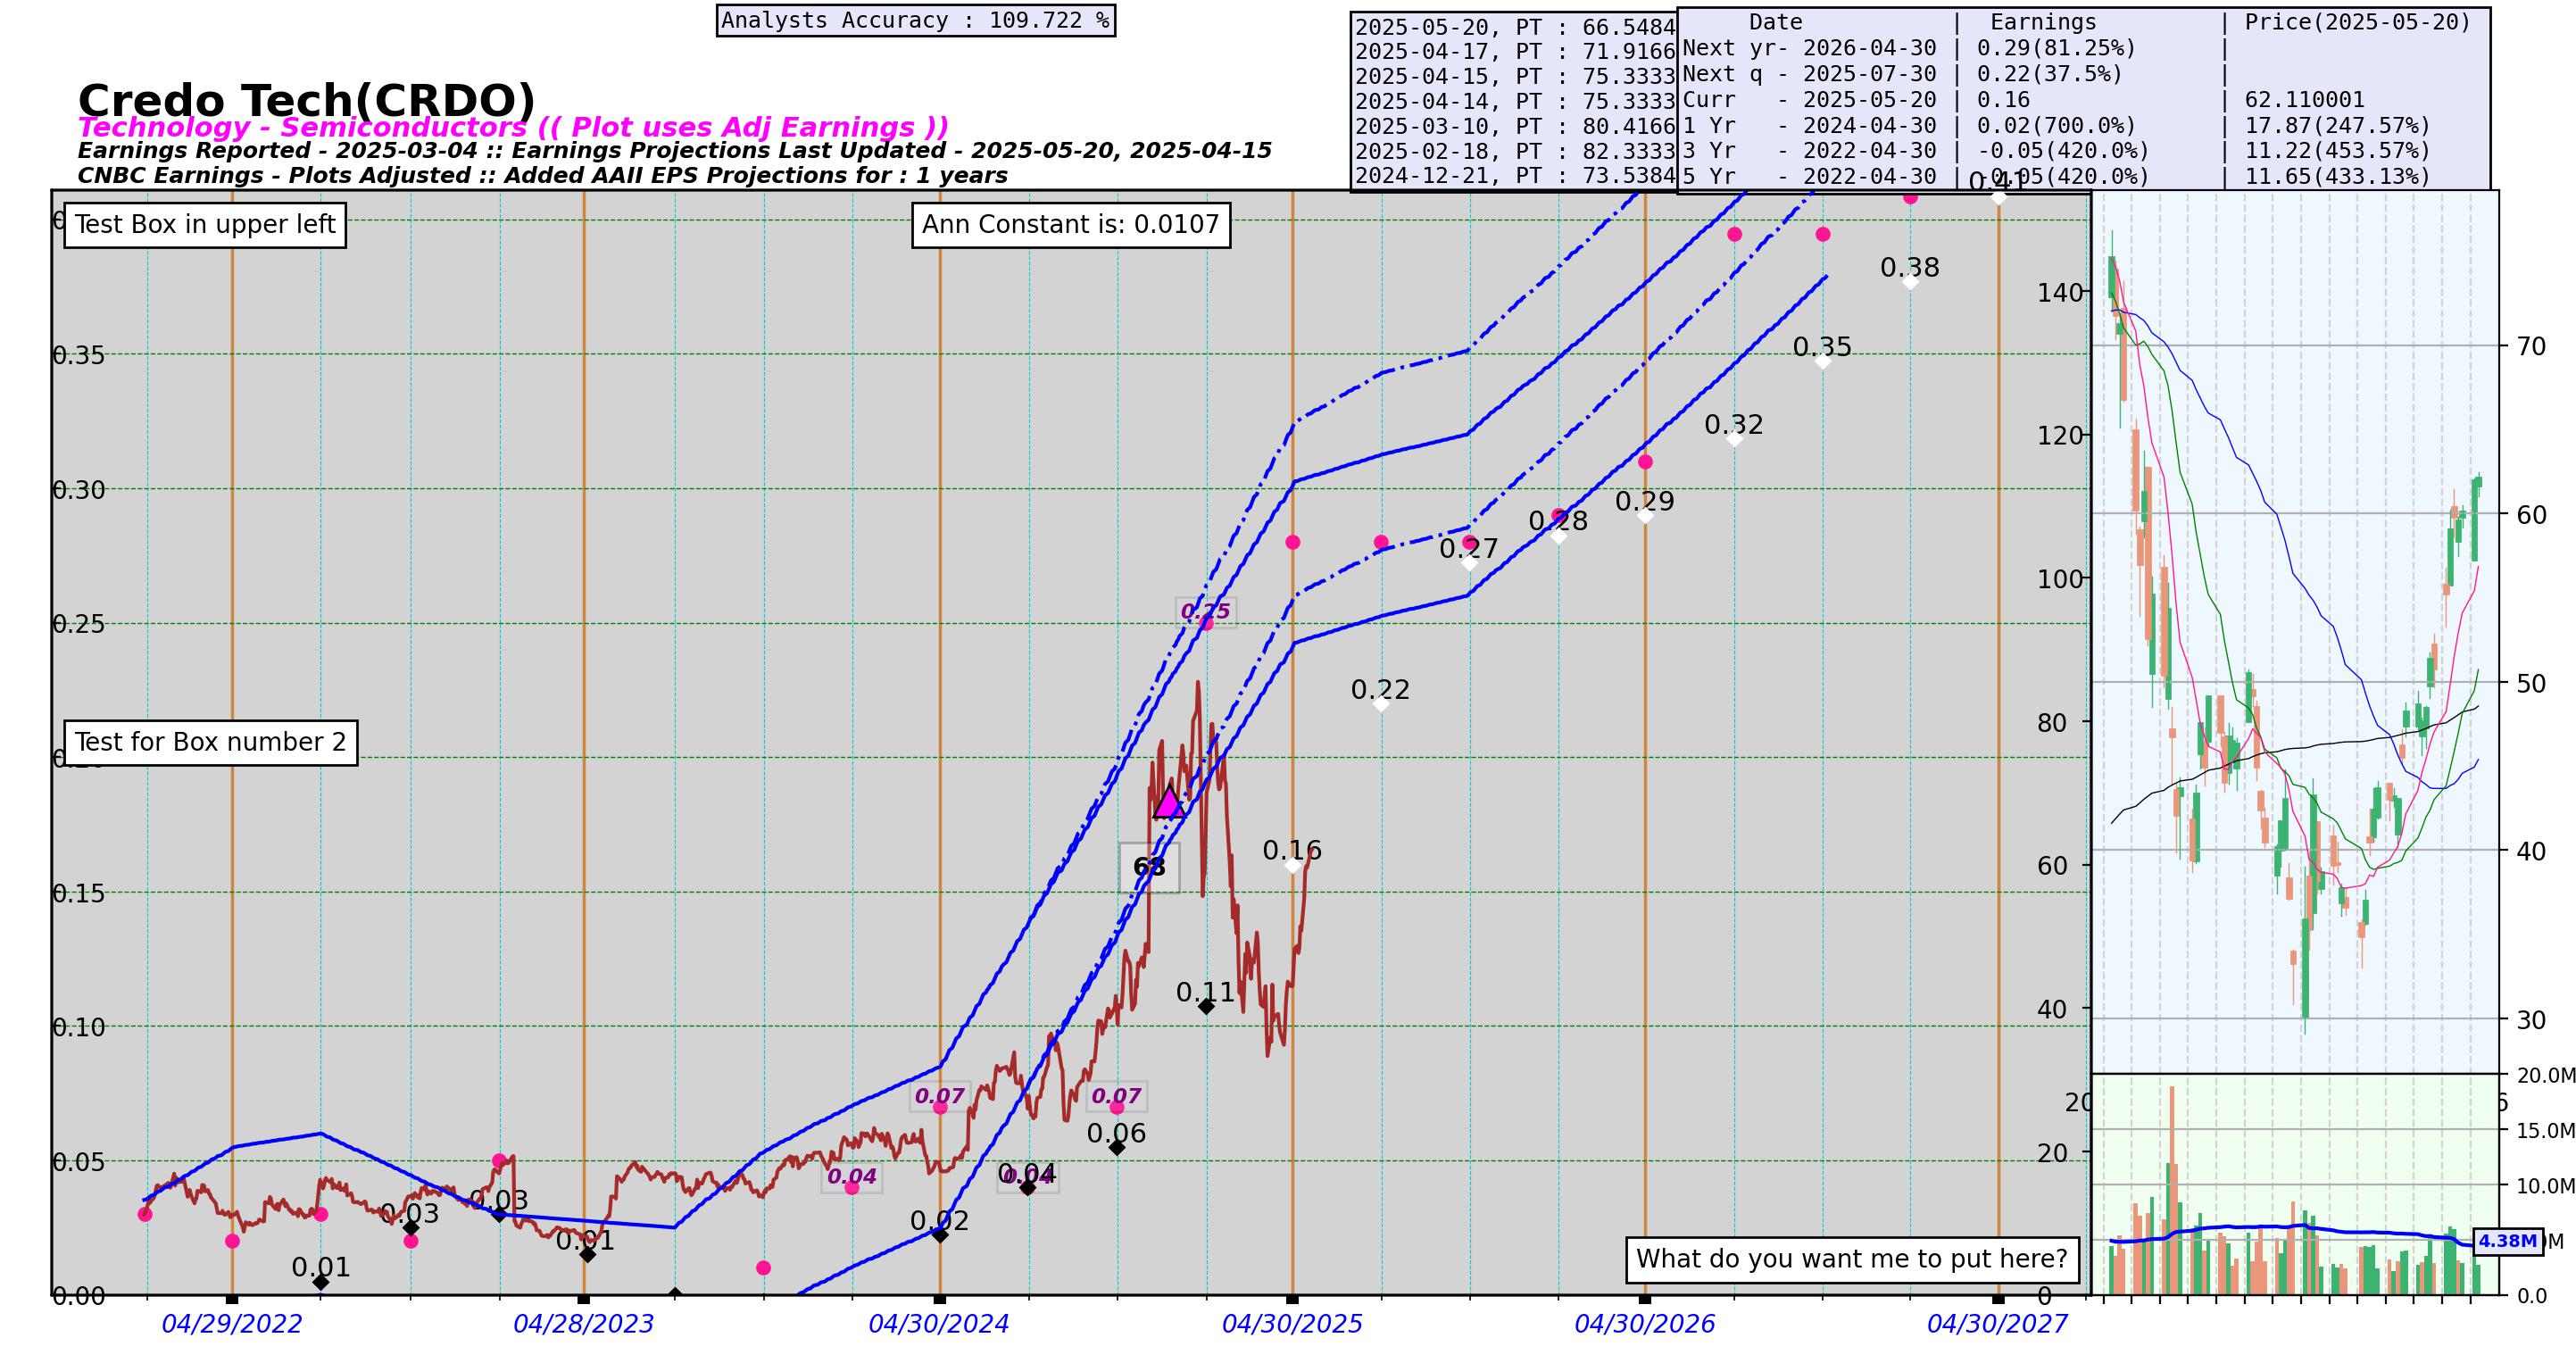 Analysts Accuracy : 109.722 %
2025-05-20, PT : 66.5484
2025-04-17, PT : 71.9166
2025-04-15, PT : 75.3333
2025-04-14, PT : 75.3333
2025-03-10, PT : 80.4166
2025-02-18, PT : 82.3333
2024-12-21, PT : 73.5384
Date | Earnings | Price(2025-05-20)
Next yr- 2026-04-30 | 0.29(81.25%) |
Next q - 2025-07-30 | 0.22(37.5%) |
Curr - 2025-05-20 | 0.16 | 62.110001
1 Yr - 2024-04-30 | 0.02(700.0%) | 17.87(247.57%)
3 Yr - 2022-04-30 | -0.05(420.0%) | 11.22(453.57%)
5 Yr - 2022-04-30 | -0.05(420.0%) | 11.65(433.13%)
Credo Tech(CRDO)
Technology - Semiconductors (( Plot uses Adj Earnings ))
Earnings Reported - 2025-03-04 :: Earnings Projections Last Updated - 2025-05-20, 2025-04-15
CNBC Earnings - Plots Adjusted :: Added AAII EPS Projections for : 1 years
Test Box in upper left
Ann Constant is: 0.0107
Test for Box number 2
What do you want me to put here?
0.35
0.30
0.25
0.15
0.10
0.05
0.00
0.01
0.03
0.03
0.01
0.04
0.07
0.02
0.04
0.04
0.07
0.06
0.25
68
0.11
0.16
0.22
0.27
0.28
0.29
0.32
0.35
0.38
0.41
140
120
100
80
60
40
20
0
70
60
50
40
30
20.0M
15.0M
10.0M
4.38M
0.0
04/29/2022
04/28/2023
04/30/2024
04/30/2025
04/30/2026
04/30/2027